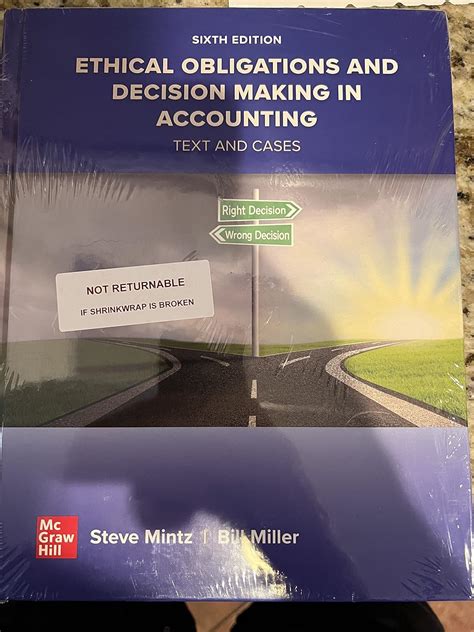 SIXTH EDITION
ETHICAL OBLIGATIONS AND
DECISION MAKING IN
ACCOUNTING
TEXT AND CASES
Right Decision
Wrong Decision
NOT RETURNABLE
IF SHRINKWRAP IS BROKEN
Mc
Graw
Hill
Steve Mintz | Bill Miller